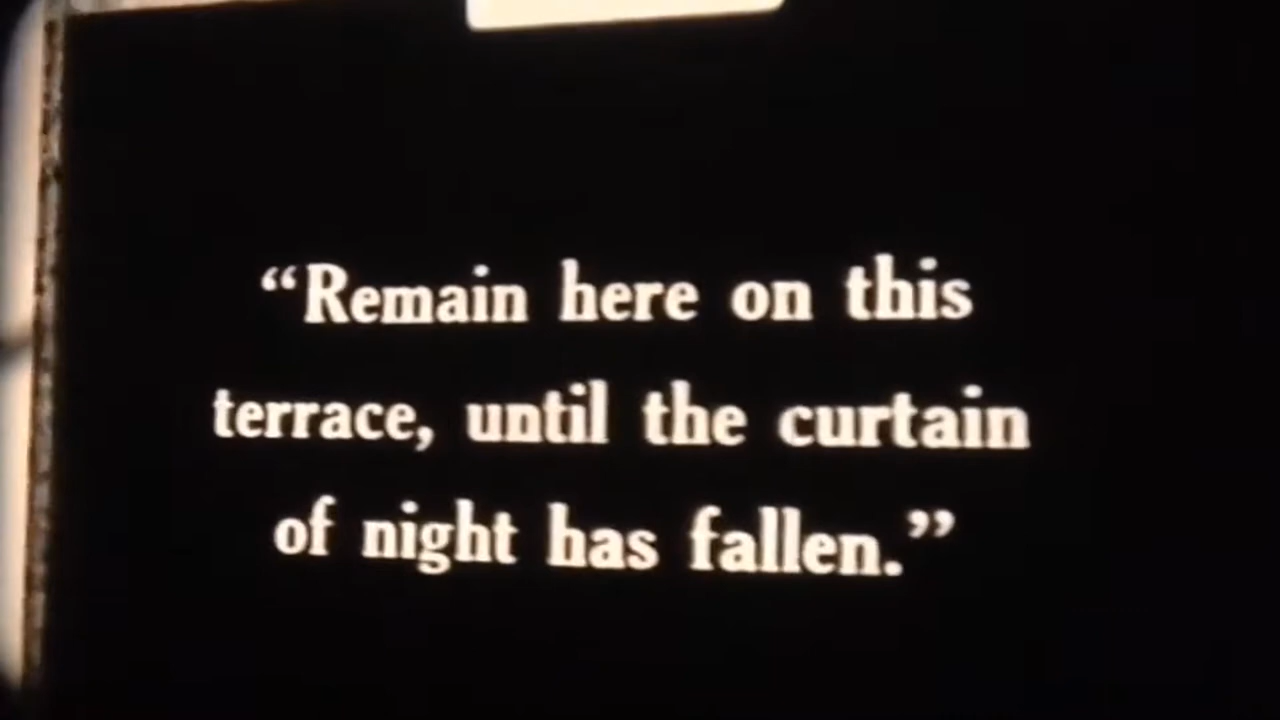 “Remain here on this
terrace, until the curtain
of night has fallen.”